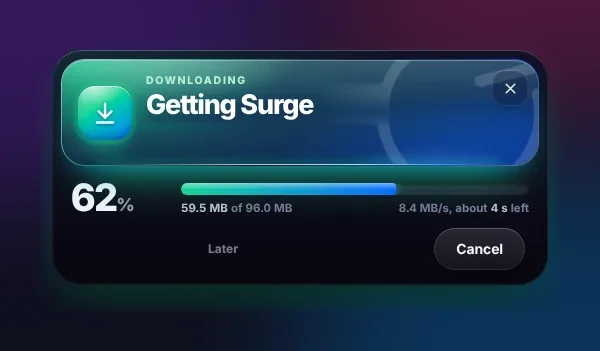 DOWNLOADING
Getting Surge
62%
59.5 MB of 96.0 MB
8.4 MB/s, about 4 s left
Later
Cancel